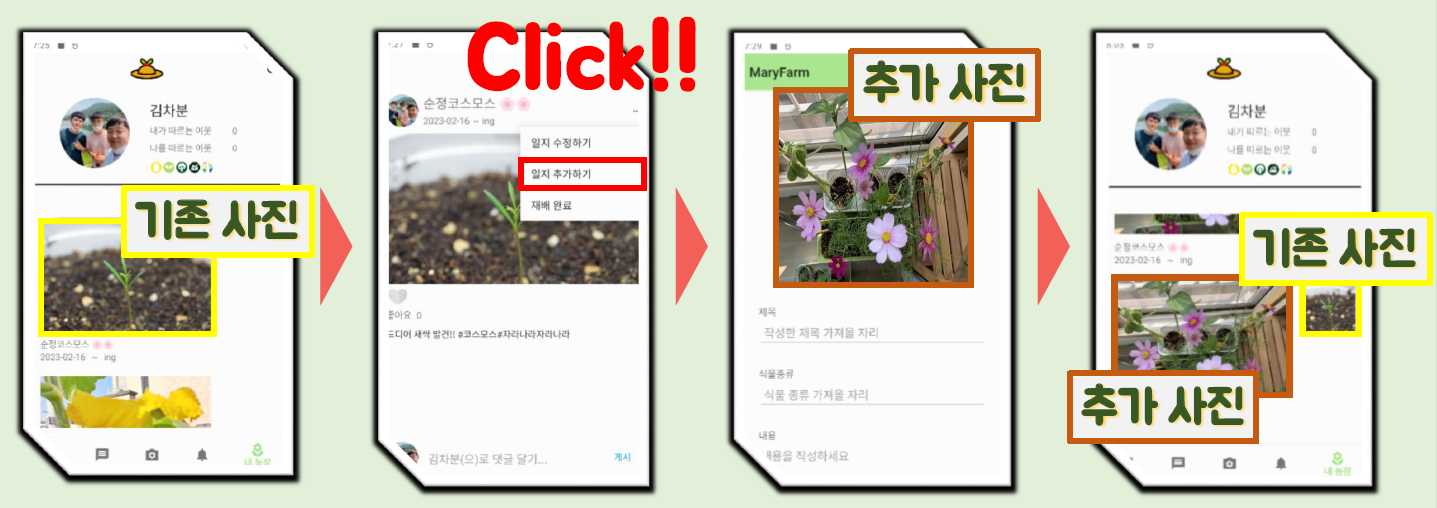 7:25
김차분
내가 따르는 이웃 0
나를 따르는 이웃 0
기존 사진
순정코스모스 🌸🌸
2023-02-16 ~ ing
내 농장
Click!!
7:27
순정코스모스 🌸🌸
2023-02-16 ~ ing
일지 수정하기
일지 추가하기
재배 완료
좋아요 0
드디어 새싹 발견!! #코스모스#자라나라자라나라
김차분(으)로 댓글 달기...
게시
7:29
MaryFarm
추가 사진
제목
작성한 제목 가져올 자리
식물종류
식물 종류 가져올 자리
내용
내용을 작성하세요
김차분
내가 따르는 이웃 0
나를 따르는 이웃 0
기존 사진
순정코스모스 🌸🌸
2023-02-16 ~ ing
추가 사진
내 농장